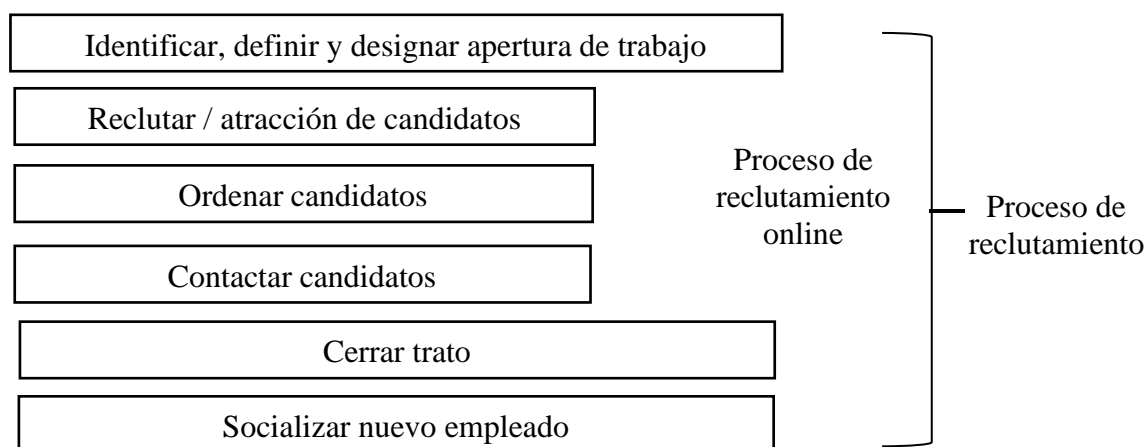 Identificar, definir y designar apertura de trabajo
Reclutar / atracción de candidatos
Ordenar candidatos
Contactar candidatos
Cerrar trato
Socializar nuevo empleado
Proceso de
reclutamiento
online
Proceso de
reclutamiento